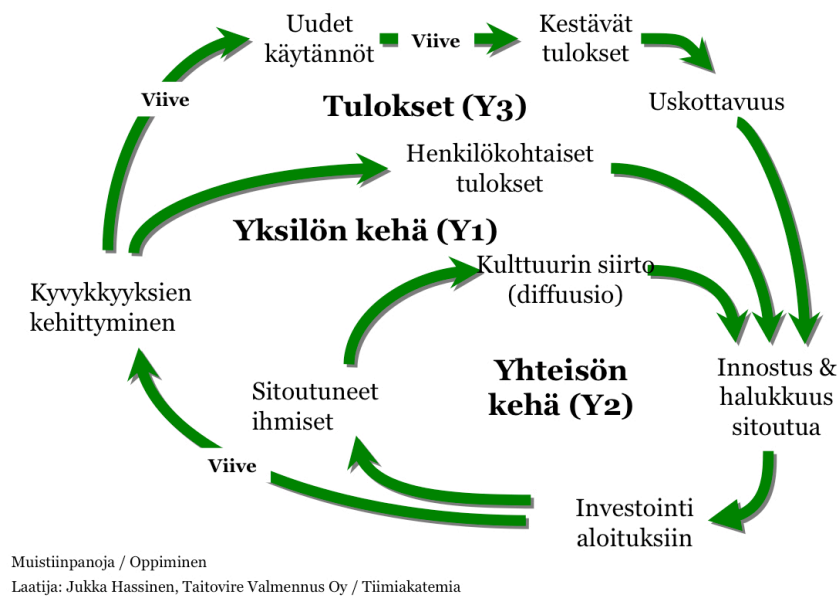 Uudet
käytännöt
Viive
Kestävät
tulokset
Viive
Tulokset (Y3)
Uskottavuus
Henkilökohtaiset
tulokset
Yksilön kehä (Y1)
Kulttuurin siirto
(diffuusio)
Kyvykkyyksien
kehittyminen
Yhteisön
kehä (Y2)
Innostus &
halukkuus
sitoutua
Sitoutuneet
ihmiset
Viive
Investointi
aloituksiin
Muistiinpanoja / Oppiminen
Laatija: Jukka Hassinen, Taitovire Valmennus Oy / Tiimiakatemia